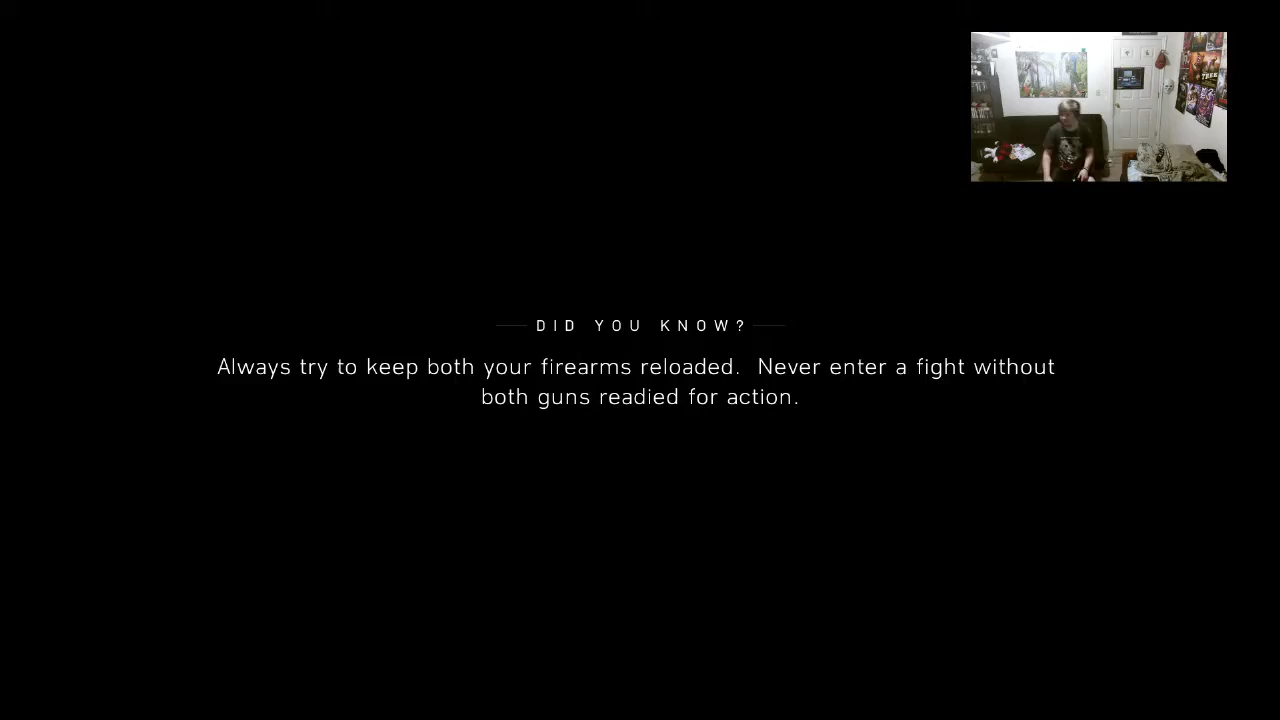 DID YOU KNOW?
Always try to keep both your firearms reloaded.  Never enter a fight without
both guns readied for action.